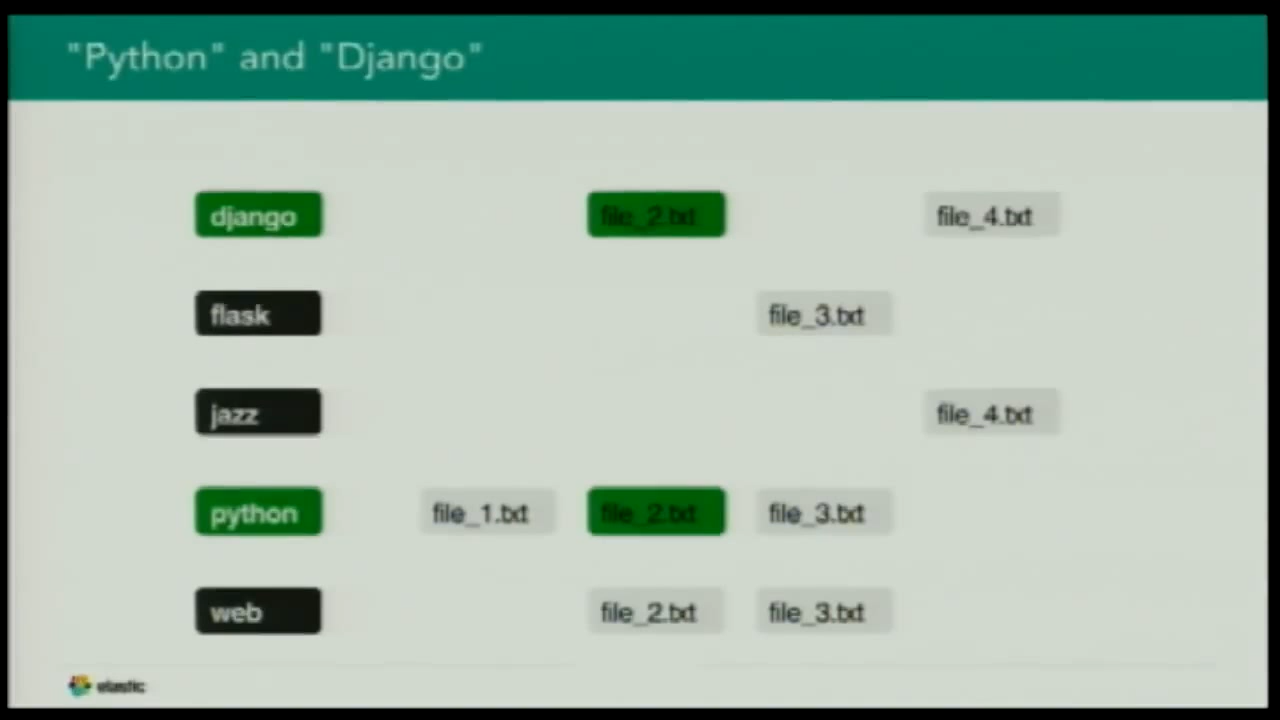 "Python" and "Django"
django file_2.txt file_4.txt
flask file_3.txt
jazz file_4.txt
python file_1.txt file_2.txt file_3.txt
web file_2.txt file_3.txt
elastic